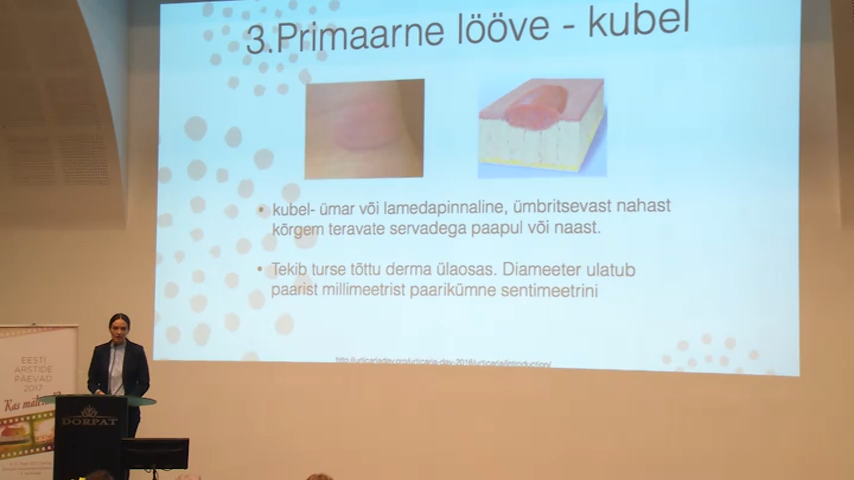 3.Primaarne lööve - kubel
• kubel- ümar või lamedapinnaline, ümbritsevast nahast
kõrgem teravate servadega paapul või naast.
• Tekib turse tõttu derma ülaosas. Diameeter ulatub
paarist millimeetrist paarikümne sentimeetrini
EESTI
ARSTIDE
PÄEVAD
2017
DORPAT